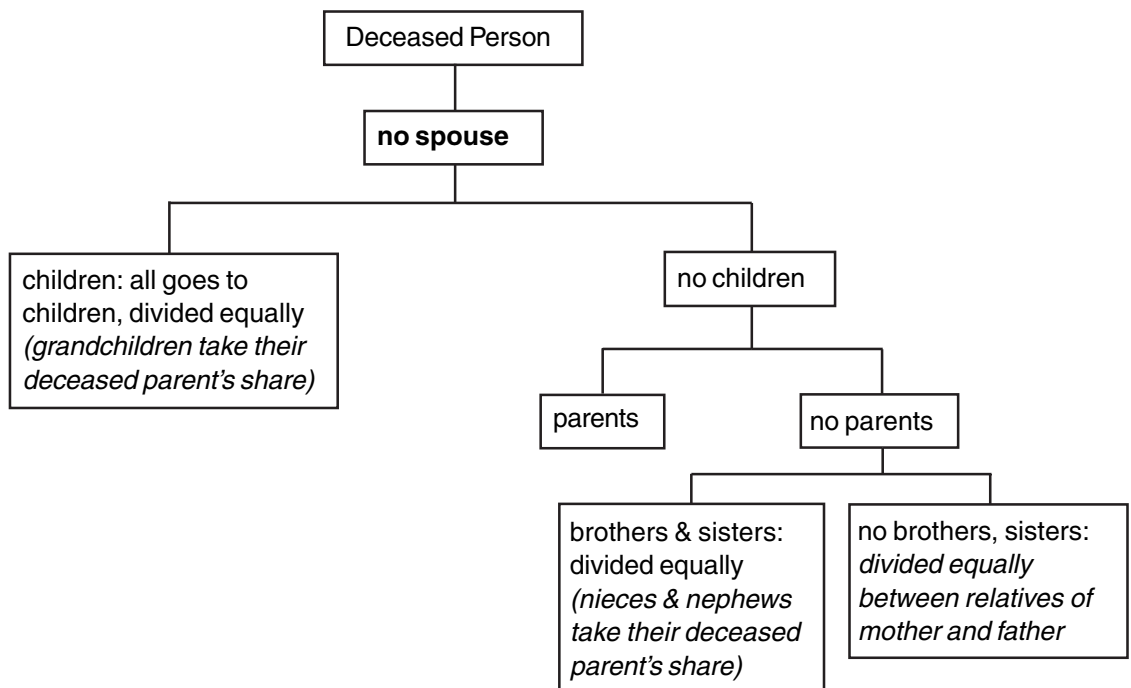 Deceased Person
no spouse
children: all goes to
children, divided equally
(grandchildren take their
deceased parent's share)
no children
parents
no parents
brothers & sisters:
divided equally
(nieces & nephews
take their deceased
parent's share)
no brothers, sisters:
divided equally
between relatives of
mother and father